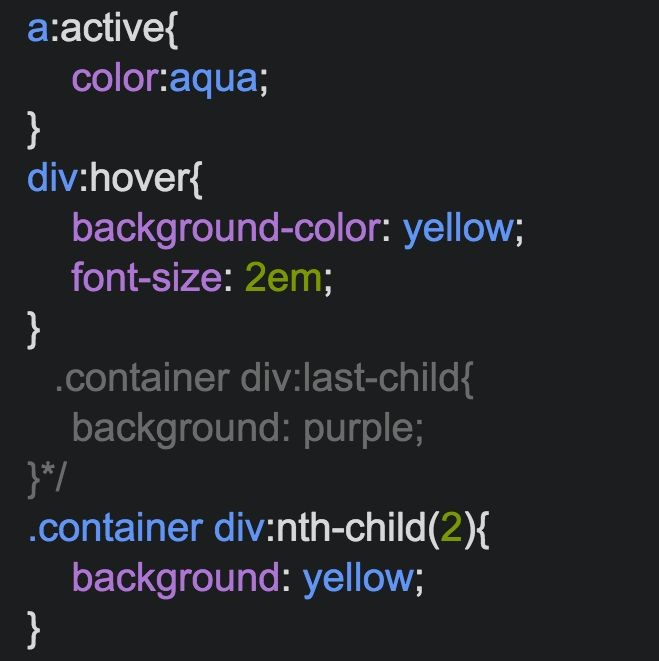 a:active{
color:aqua;
}
div:hover{
background-color: yellow;
font-size: 2em;
}
.container div:last-child{
background: purple;
}*/
.container div:nth-child(2){
background: yellow;
}